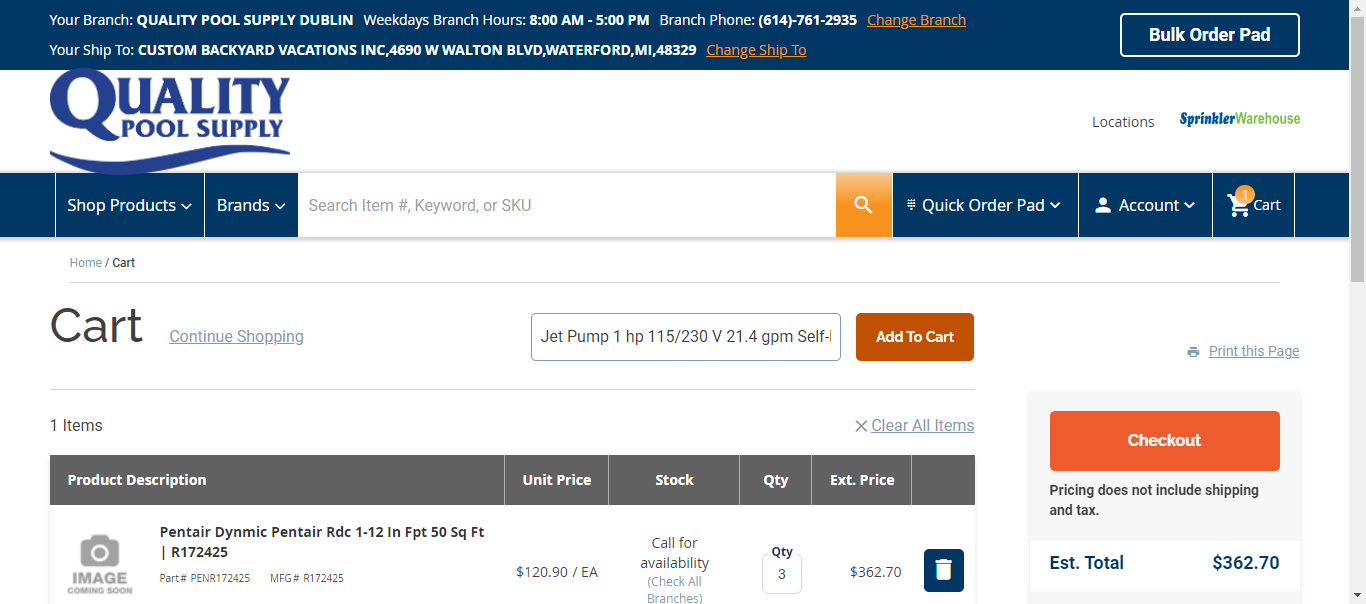 Your Branch: QUALITY POOL SUPPLY DUBLIN Weekdays Branch Hours: 8:00 AM - 5:00 PM Branch Phone: (614)-761-2935 Change Branch
Your Ship To: CUSTOM BACKYARD VACATIONS INC,4690 W WALTON BLVD,WATERFORD,MI,48329 Change Ship To
Bulk Order Pad
QUALITY
POOL SUPPLY
Locations
SprinklerWarehouse
Shop Products
Brands
Search Item #, Keyword, or SKU
Quick Order Pad
Account
1
Cart
Home / Cart
Cart
Continue Shopping
Jet Pump 1 hp 115/230 V 21.4 gpm Self-
Add To Cart
Print this Page
1 Items
Clear All Items
Checkout
Pricing does not include shipping
and tax.
Est. Total $362.70
Product Description Unit Price Stock Qty Ext. Price
IMAGE
COMING SOON
Pentair Dynmic Pentair Rdc 1-12 In Fpt 50 Sq Ft
| R172425
Part# PENR172425 MFG# R172425
$120.90 / EA
Call for
availability
(Check All
Branches)
Qty
3
$362.70